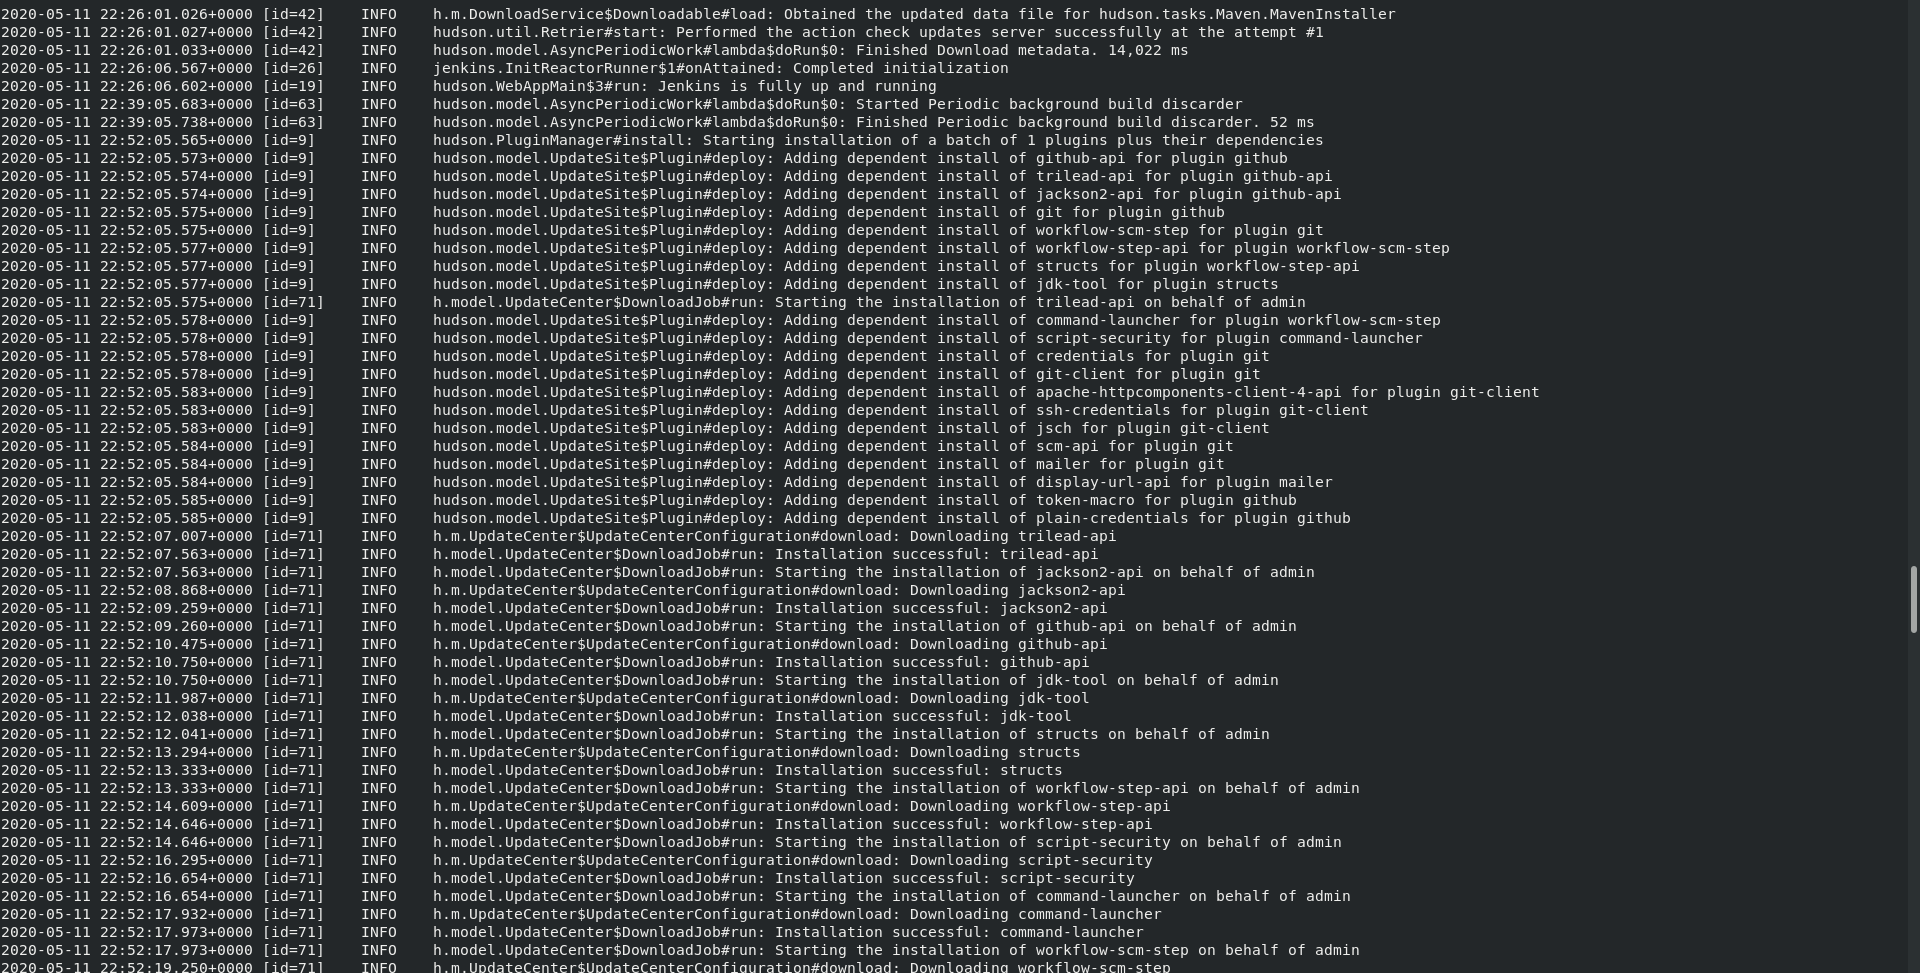 2020-05-11 22:26:01.026+0000 [id=42]    INFO    h.m.DownloadService$Downloadable#load: Obtained the updated data file for hudson.tasks.Maven.MavenInstaller
2020-05-11 22:26:01.027+0000 [id=42]    INFO    hudson.util.Retrier#start: Performed the action check updates server successfully at the attempt #1
2020-05-11 22:26:01.033+0000 [id=42]    INFO    hudson.model.AsyncPeriodicWork#lambda$doRun$0: Finished Download metadata. 14,022 ms
2020-05-11 22:26:06.567+0000 [id=26]    INFO    jenkins.InitReactorRunner$1#onAttained: Completed initialization
2020-05-11 22:26:06.602+0000 [id=19]    INFO    hudson.WebAppMain$3#run: Jenkins is fully up and running
2020-05-11 22:39:05.683+0000 [id=63]    INFO    hudson.model.AsyncPeriodicWork#lambda$doRun$0: Started Periodic background build discarder
2020-05-11 22:39:05.738+0000 [id=63]    INFO    hudson.model.AsyncPeriodicWork#lambda$doRun$0: Finished Periodic background build discarder. 52 ms
2020-05-11 22:52:05.565+0000 [id=9]     INFO    hudson.PluginManager#install: Starting installation of a batch of 1 plugins plus their dependencies
2020-05-11 22:52:05.573+0000 [id=9]     INFO    hudson.model.UpdateSite$Plugin#deploy: Adding dependent install of github-api for plugin github
2020-05-11 22:52:05.574+0000 [id=9]     INFO    hudson.model.UpdateSite$Plugin#deploy: Adding dependent install of trilead-api for plugin github-api
2020-05-11 22:52:05.574+0000 [id=9]     INFO    hudson.model.UpdateSite$Plugin#deploy: Adding dependent install of jackson2-api for plugin github-api
2020-05-11 22:52:05.575+0000 [id=9]     INFO    hudson.model.UpdateSite$Plugin#deploy: Adding dependent install of git for plugin github
2020-05-11 22:52:05.575+0000 [id=9]     INFO    hudson.model.UpdateSite$Plugin#deploy: Adding dependent install of workflow-scm-step for plugin git
2020-05-11 22:52:05.577+0000 [id=9]     INFO    hudson.model.UpdateSite$Plugin#deploy: Adding dependent install of workflow-step-api for plugin workflow-scm-step
2020-05-11 22:52:05.577+0000 [id=9]     INFO    hudson.model.UpdateSite$Plugin#deploy: Adding dependent install of structs for plugin workflow-step-api
2020-05-11 22:52:05.577+0000 [id=9]     INFO    hudson.model.UpdateSite$Plugin#deploy: Adding dependent install of jdk-tool for plugin structs
2020-05-11 22:52:05.575+0000 [id=71]    INFO    h.model.UpdateCenter$DownloadJob#run: Starting the installation of trilead-api on behalf of admin
2020-05-11 22:52:05.578+0000 [id=9]     INFO    hudson.model.UpdateSite$Plugin#deploy: Adding dependent install of command-launcher for plugin workflow-scm-step
2020-05-11 22:52:05.578+0000 [id=9]     INFO    hudson.model.UpdateSite$Plugin#deploy: Adding dependent install of script-security for plugin command-launcher
2020-05-11 22:52:05.578+0000 [id=9]     INFO    hudson.model.UpdateSite$Plugin#deploy: Adding dependent install of credentials for plugin git
2020-05-11 22:52:05.578+0000 [id=9]     INFO    hudson.model.UpdateSite$Plugin#deploy: Adding dependent install of git-client for plugin git
2020-05-11 22:52:05.583+0000 [id=9]     INFO    hudson.model.UpdateSite$Plugin#deploy: Adding dependent install of apache-httpcomponents-client-4-api for plugin git-client
2020-05-11 22:52:05.583+0000 [id=9]     INFO    hudson.model.UpdateSite$Plugin#deploy: Adding dependent install of ssh-credentials for plugin git-client
2020-05-11 22:52:05.583+0000 [id=9]     INFO    hudson.model.UpdateSite$Plugin#deploy: Adding dependent install of jsch for plugin git-client
2020-05-11 22:52:05.584+0000 [id=9]     INFO    hudson.model.UpdateSite$Plugin#deploy: Adding dependent install of scm-api for plugin git
2020-05-11 22:52:05.584+0000 [id=9]     INFO    hudson.model.UpdateSite$Plugin#deploy: Adding dependent install of mailer for plugin git
2020-05-11 22:52:05.584+0000 [id=9]     INFO    hudson.model.UpdateSite$Plugin#deploy: Adding dependent install of display-url-api for plugin mailer
2020-05-11 22:52:05.585+0000 [id=9]     INFO    hudson.model.UpdateSite$Plugin#deploy: Adding dependent install of token-macro for plugin github
2020-05-11 22:52:05.585+0000 [id=9]     INFO    hudson.model.UpdateSite$Plugin#deploy: Adding dependent install of plain-credentials for plugin github
2020-05-11 22:52:07.007+0000 [id=71]    INFO    h.m.UpdateCenter$UpdateCenterConfiguration#download: Downloading trilead-api
2020-05-11 22:52:07.563+0000 [id=71]    INFO    h.model.UpdateCenter$DownloadJob#run: Installation successful: trilead-api
2020-05-11 22:52:07.563+0000 [id=71]    INFO    h.model.UpdateCenter$DownloadJob#run: Starting the installation of jackson2-api on behalf of admin
2020-05-11 22:52:08.868+0000 [id=71]    INFO    h.m.UpdateCenter$UpdateCenterConfiguration#download: Downloading jackson2-api
2020-05-11 22:52:09.259+0000 [id=71]    INFO    h.model.UpdateCenter$DownloadJob#run: Installation successful: jackson2-api
2020-05-11 22:52:09.260+0000 [id=71]    INFO    h.model.UpdateCenter$DownloadJob#run: Starting the installation of github-api on behalf of admin
2020-05-11 22:52:10.475+0000 [id=71]    INFO    h.m.UpdateCenter$UpdateCenterConfiguration#download: Downloading github-api
2020-05-11 22:52:10.750+0000 [id=71]    INFO    h.model.UpdateCenter$DownloadJob#run: Installation successful: github-api
2020-05-11 22:52:10.750+0000 [id=71]    INFO    h.model.UpdateCenter$DownloadJob#run: Starting the installation of jdk-tool on behalf of admin
2020-05-11 22:52:11.987+0000 [id=71]    INFO    h.m.UpdateCenter$UpdateCenterConfiguration#download: Downloading jdk-tool
2020-05-11 22:52:12.038+0000 [id=71]    INFO    h.model.UpdateCenter$DownloadJob#run: Installation successful: jdk-tool
2020-05-11 22:52:12.041+0000 [id=71]    INFO    h.model.UpdateCenter$DownloadJob#run: Starting the installation of structs on behalf of admin
2020-05-11 22:52:13.294+0000 [id=71]    INFO    h.m.UpdateCenter$UpdateCenterConfiguration#download: Downloading structs
2020-05-11 22:52:13.333+0000 [id=71]    INFO    h.model.UpdateCenter$DownloadJob#run: Installation successful: structs
2020-05-11 22:52:13.333+0000 [id=71]    INFO    h.model.UpdateCenter$DownloadJob#run: Starting the installation of workflow-step-api on behalf of admin
2020-05-11 22:52:14.609+0000 [id=71]    INFO    h.m.UpdateCenter$UpdateCenterConfiguration#download: Downloading workflow-step-api
2020-05-11 22:52:14.646+0000 [id=71]    INFO    h.model.UpdateCenter$DownloadJob#run: Installation successful: workflow-step-api
2020-05-11 22:52:14.646+0000 [id=71]    INFO    h.model.UpdateCenter$DownloadJob#run: Starting the installation of script-security on behalf of admin
2020-05-11 22:52:16.295+0000 [id=71]    INFO    h.m.UpdateCenter$UpdateCenterConfiguration#download: Downloading script-security
2020-05-11 22:52:16.654+0000 [id=71]    INFO    h.model.UpdateCenter$DownloadJob#run: Installation successful: script-security
2020-05-11 22:52:16.654+0000 [id=71]    INFO    h.model.UpdateCenter$DownloadJob#run: Starting the installation of command-launcher on behalf of admin
2020-05-11 22:52:17.932+0000 [id=71]    INFO    h.m.UpdateCenter$UpdateCenterConfiguration#download: Downloading command-launcher
2020-05-11 22:52:17.973+0000 [id=71]    INFO    h.model.UpdateCenter$DownloadJob#run: Installation successful: command-launcher
2020-05-11 22:52:17.973+0000 [id=71]    INFO    h.model.UpdateCenter$DownloadJob#run: Starting the installation of workflow-scm-step on behalf of admin
2020-05-11 22:52:19.250+0000 [id=71]    INFO    h.m.UpdateCenter$UpdateCenterConfiguration#download: Downloading workflow-scm-step